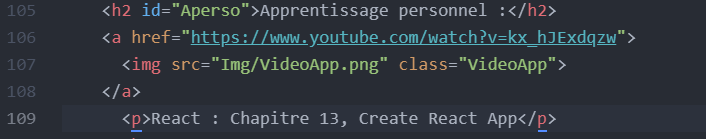 105 <h2 id="Aperso">Apprentissage personnel :</h2>
106 <a href="https://www.youtube.com/watch?v=kx_hJExdqzw">
107 <img src="Img/VideoApp.png" class="VideoApp">
108 </a>
109 <p>React : Chapitre 13, Create React App</p>